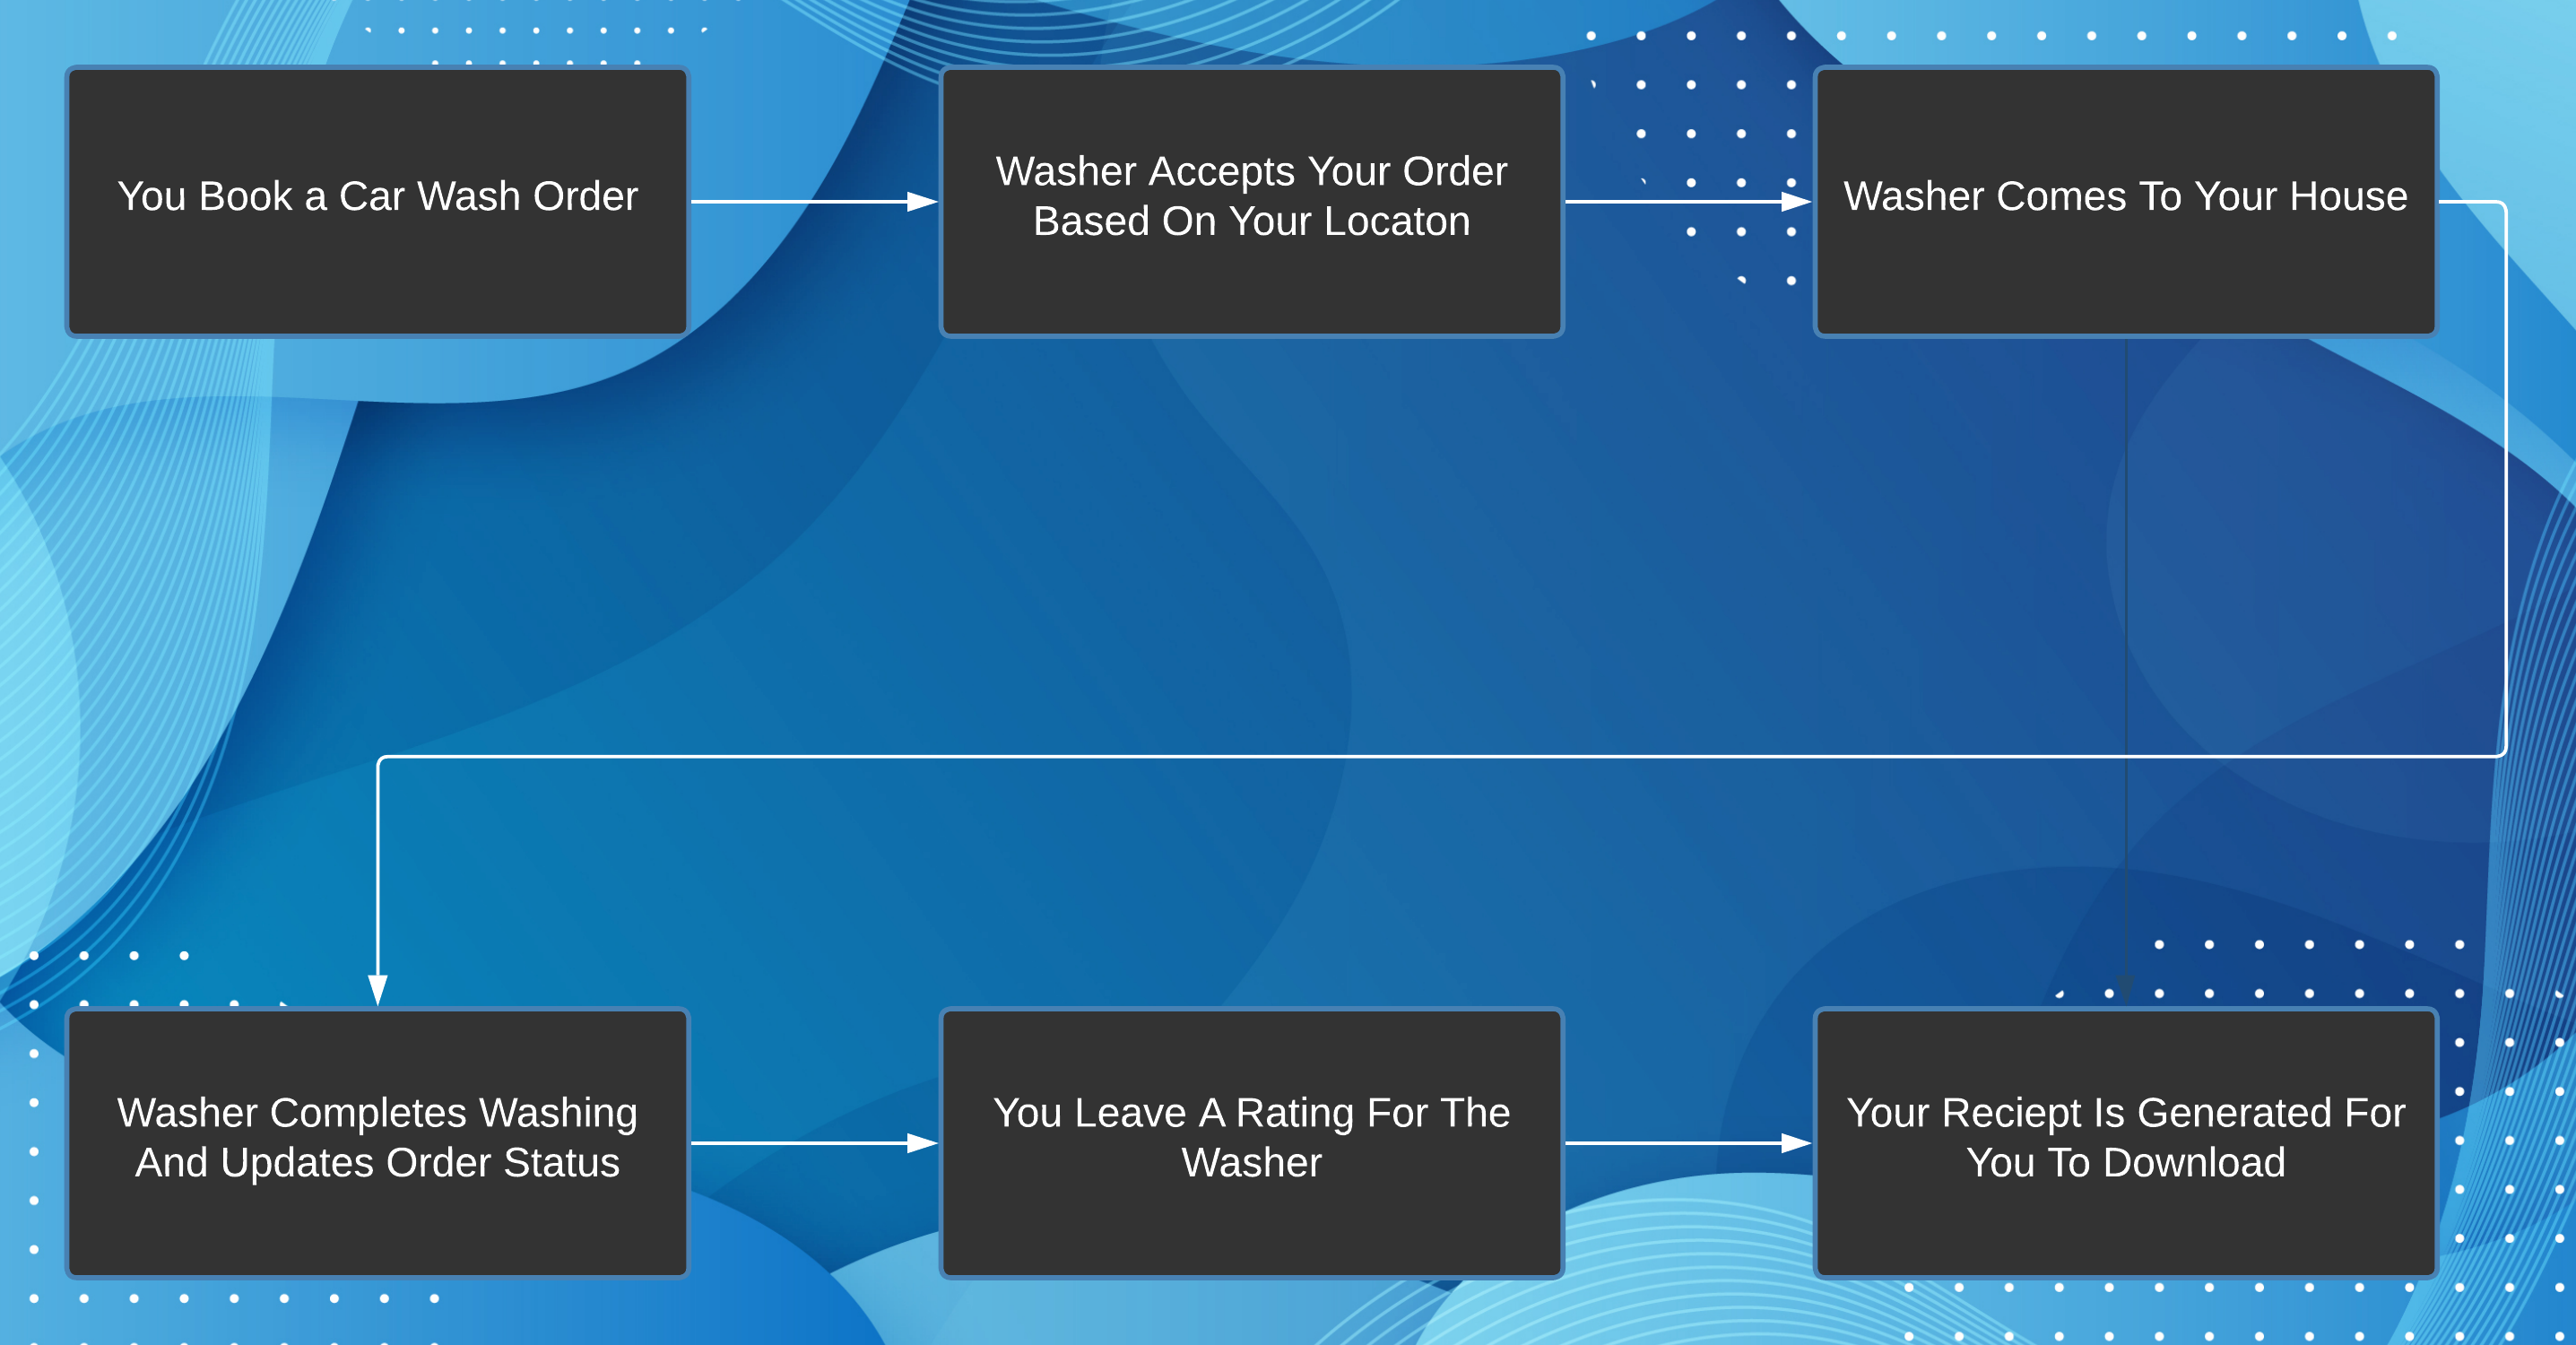 You Book a Car Wash Order
Washer Accepts Your Order
Based On Your Locaton
Washer Comes To Your House
Washer Completes Washing
And Updates Order Status
You Leave A Rating For The
Washer
Your Reciept Is Generated For
You To Download